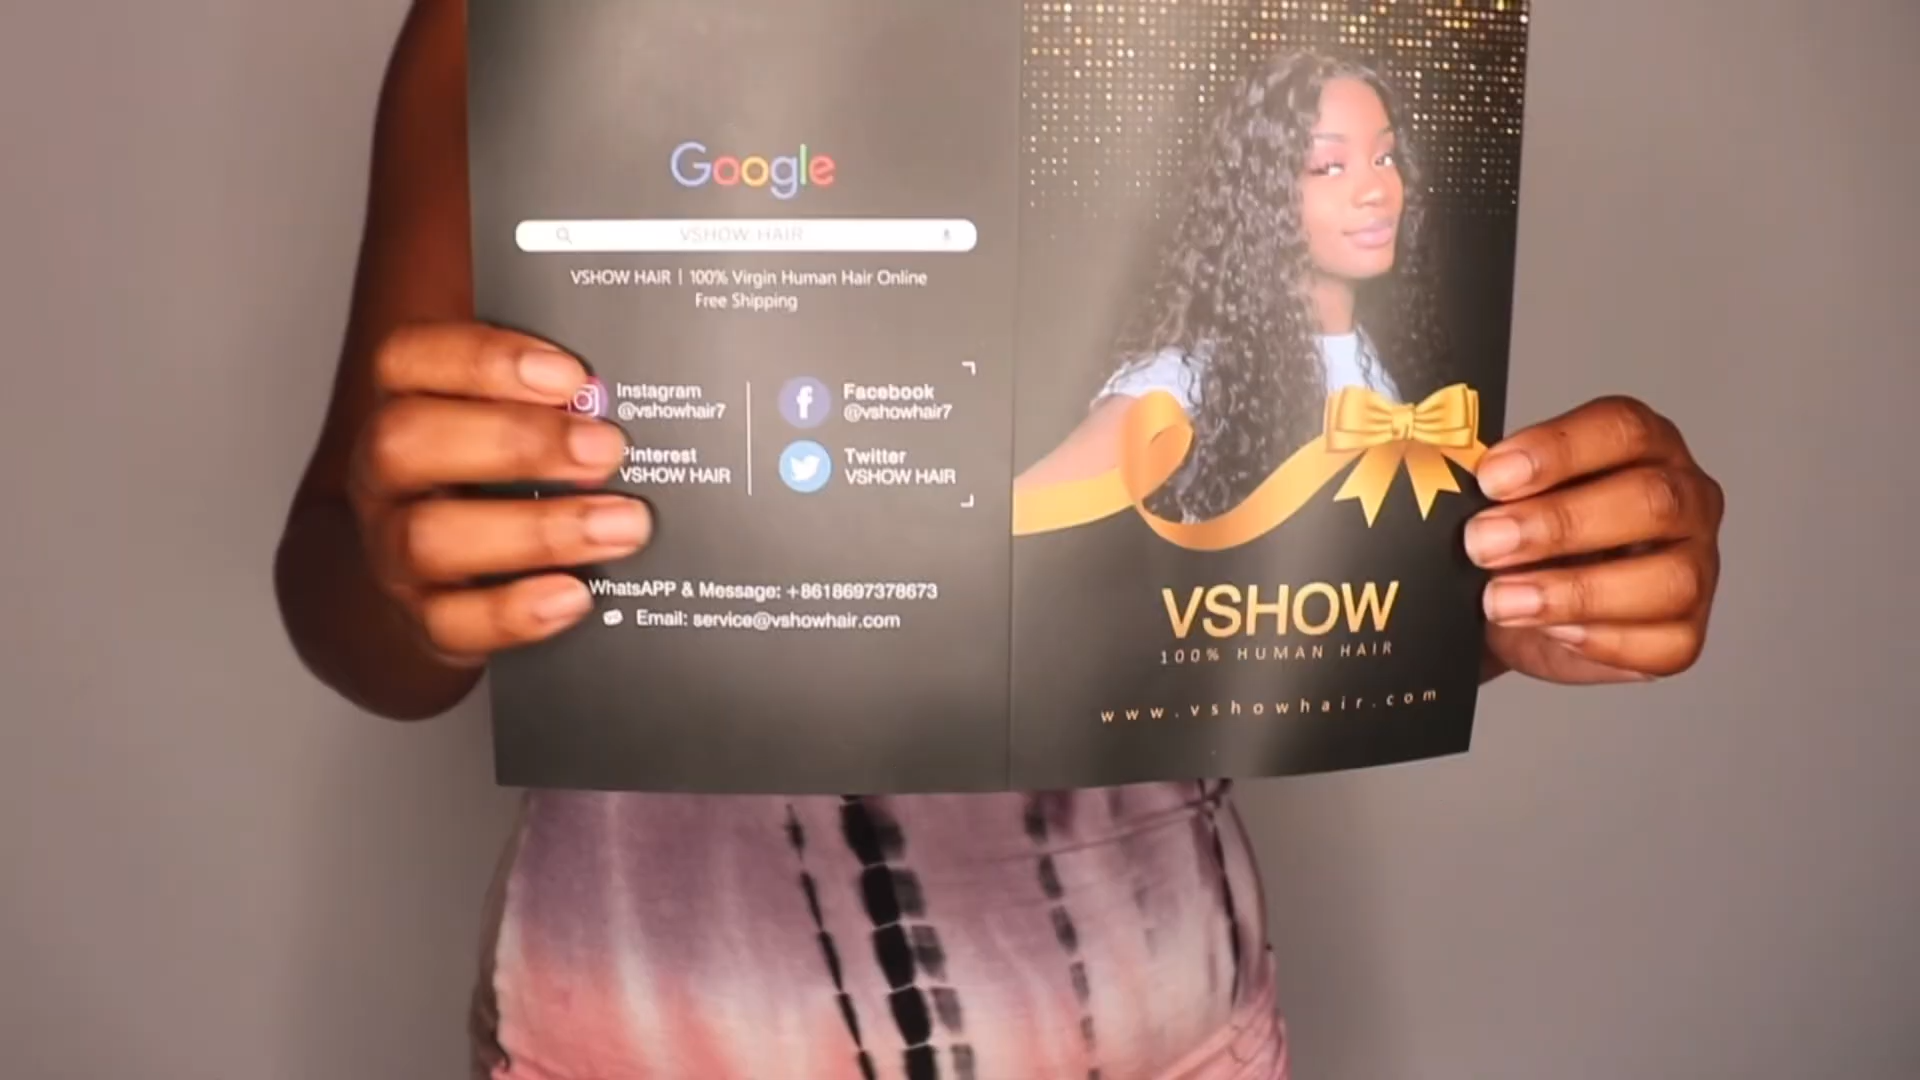 Google
VSHOW HAIR
VSHOW HAIR | 100% Virgin Human Hair Online
Free Shipping
Instagram
@vshowhair7
Facebook
@vshowhair7
Pinterest
VSHOW HAIR
Twitter
VSHOW HAIR
WhatsAPP & Message: +8618697378673
Email: service@vshowhair.com
VSHOW
100% HUMAN HAIR
www.vshowhair.com